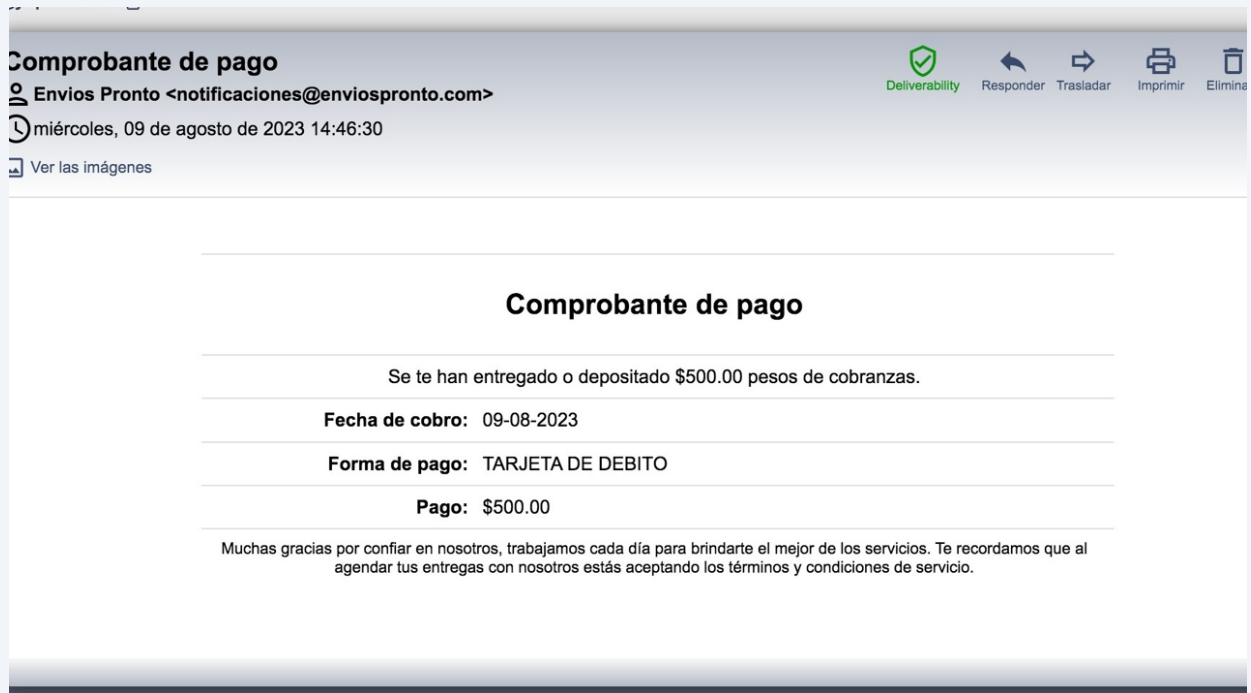 Comprobante de pago
Envios Pronto <notificaciones@enviospronto.com>
miércoles, 09 de agosto de 2023 14:46:30
Ver las imágenes
Deliverability
Responder
Trasladar
Imprimir
Elimina
Comprobante de pago
Se te han entregado o depositado $500.00 pesos de cobranzas.
Fecha de cobro: 09-08-2023
Forma de pago: TARJETA DE DEBITO
Pago: $500.00
Muchas gracias por confiar en nosotros, trabajamos cada día para brindarte el mejor de los servicios. Te recordamos que al
agendar tus entregas con nosotros estás aceptando los términos y condiciones de servicio.